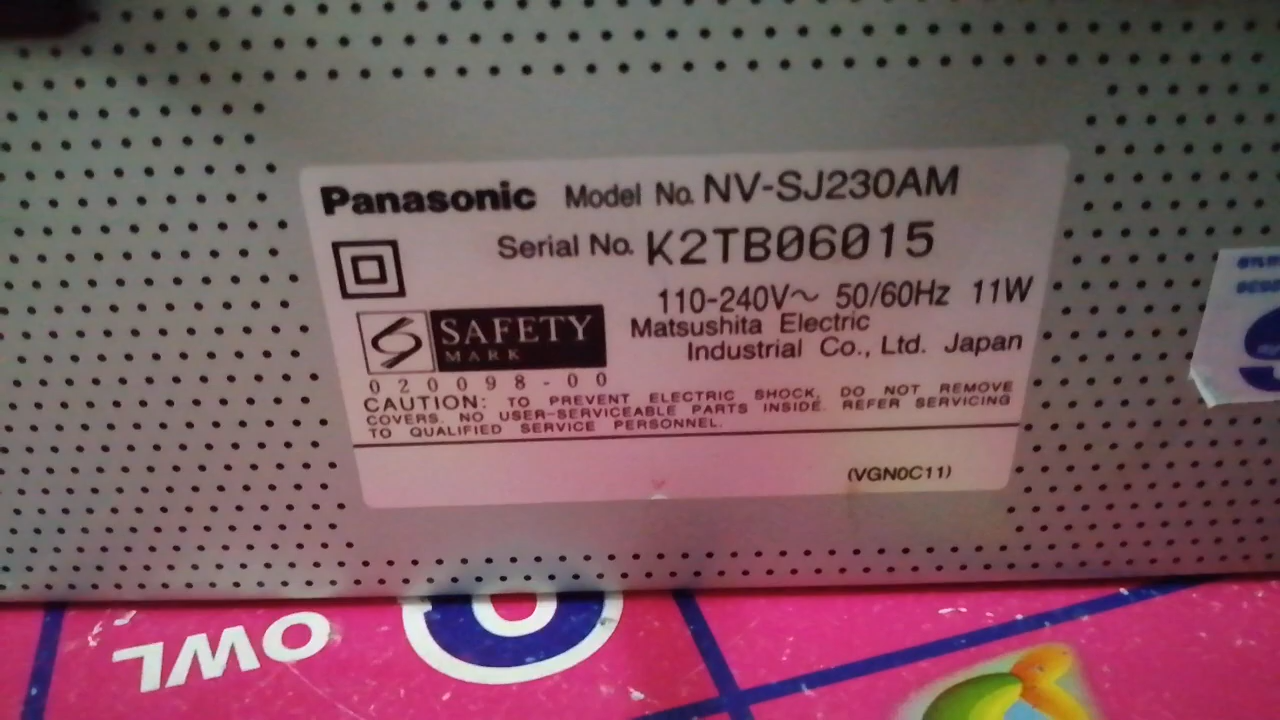 Panasonic Model No. NV-SJ230AM
Serial No. K2TB06015
110-240V～ 50/60Hz 11W
SAFETY
MARK
Matsushita Electric
Industrial Co., Ltd. Japan
020098-00
CAUTION: TO PREVENT ELECTRIC SHOCK, DO NOT REMOVE
COVERS. NO USER-SERVICEABLE PARTS INSIDE. REFER SERVICING
TO QUALIFIED SERVICE PERSONNEL.
(VGN0C11)
OWL